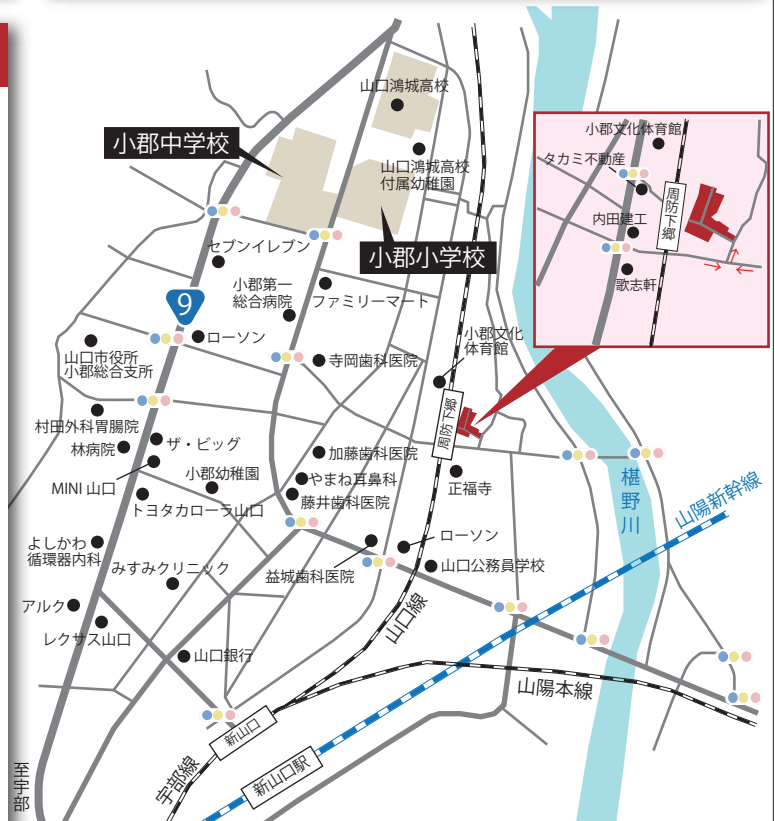 山口鴻城高校
小郡中学校
山口鴻城高校
付属幼稚園
セブンイレブン
小郡小学校
小郡第一
総合病院
ファミリーマート
9
ローソン
山口市役所
小郡総合支所
寺岡歯科医院
小郡文化
体育館
周防下郷
村田外科胃腸院
林病院
ザ・ビッグ
加藤歯科医院
小郡幼稚園
やまね耳鼻科
MINI 山口
藤井歯科医院
トヨタカローラ山口
正福寺
椹野川
山陽新幹線
よしかわ
循環器内科
みすみクリニック
益城歯科医院
ローソン
山口公務員学校
アルク
レクサス山口
山口線
山口銀行
山陽本線
新山口
宇部線
新山口駅
至宇部
小郡文化体育館
タカミ不動産
周防下郷
内田建工
歌志軒